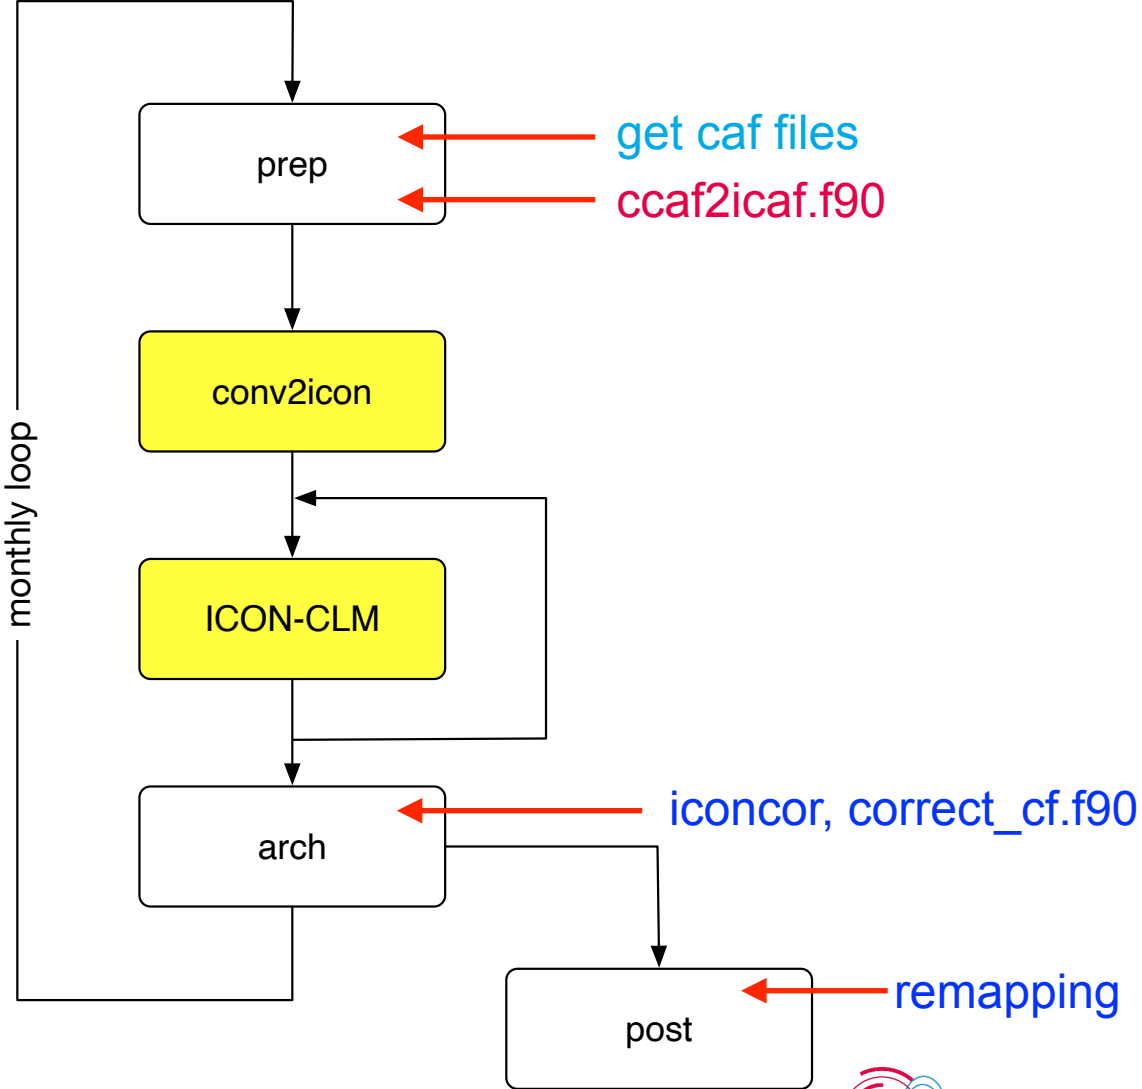 get caf files
prep
ccaf2icaf.f90
conv2icon
monthly loop
ICON-CLM
iconcor, correct_cf.f90
arch
remapping
post